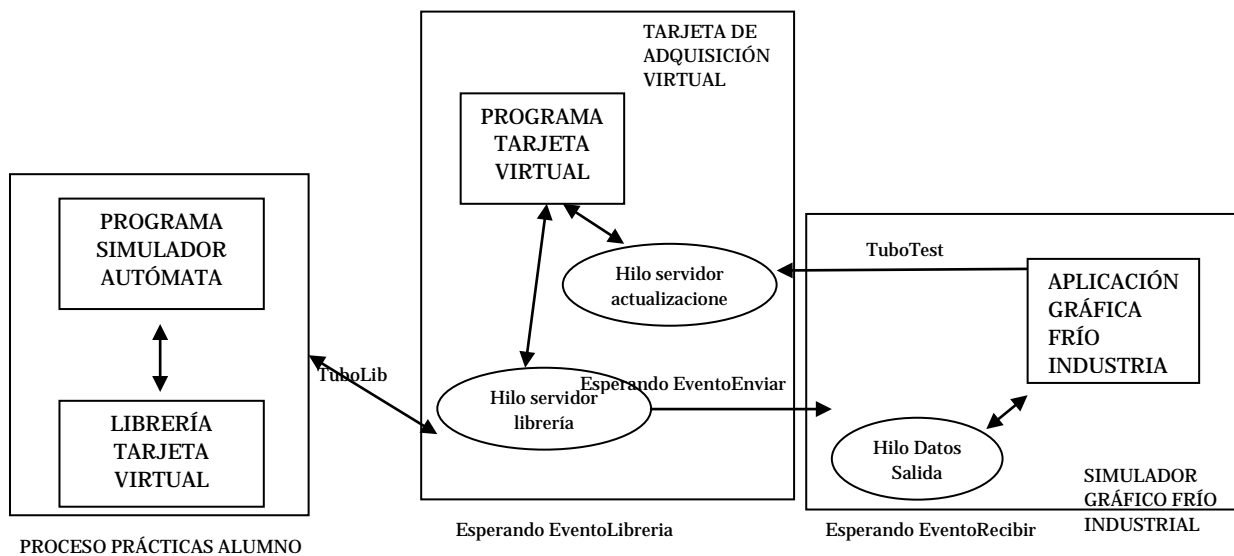 TARJETA DE
ADQUISICIÓN
VIRTUAL
PROGRAMA
TARJETA
VIRTUAL
PROGRAMA
SIMULADOR
AUTÓMATA
TuboTest
Hilo servidor
actualizacione
APLICACIÓN
GRÁFICA
FRÍO
INDUSTRIA
TuboLib
Esperando EventoEnviar
Hilo servidor
librería
LIBRERÍA
TARJETA
VIRTUAL
Hilo Datos
Salida
SIMULADOR
GRÁFICO FRÍO
INDUSTRIAL
Esperando EventoLibreria
Esperando EventoRecibir
PROCESO PRÁCTICAS ALUMNO